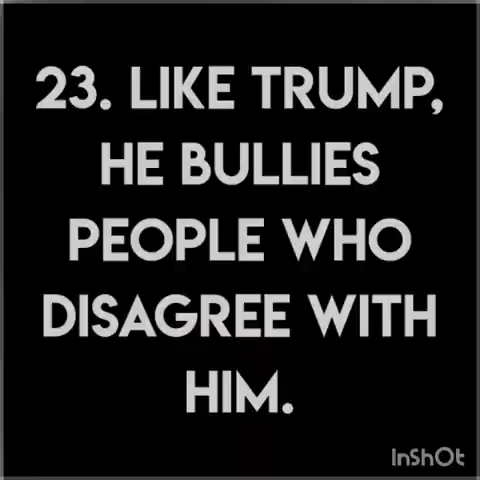 23. LIKE TRUMP,
HE BULLIES
PEOPLE WHO
DISAGREE WITH
HIM.
InShOt